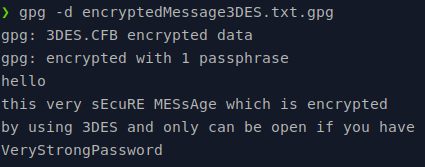 ❯ gpg -d encryptedMessage3DES.txt.gpg
gpg: 3DES.CFB encrypted data
gpg: encrypted with 1 passphrase
hello
this very sEcuRE MESsAge which is encrypted
by using 3DES and only can be open if you have
VeryStrongPassword